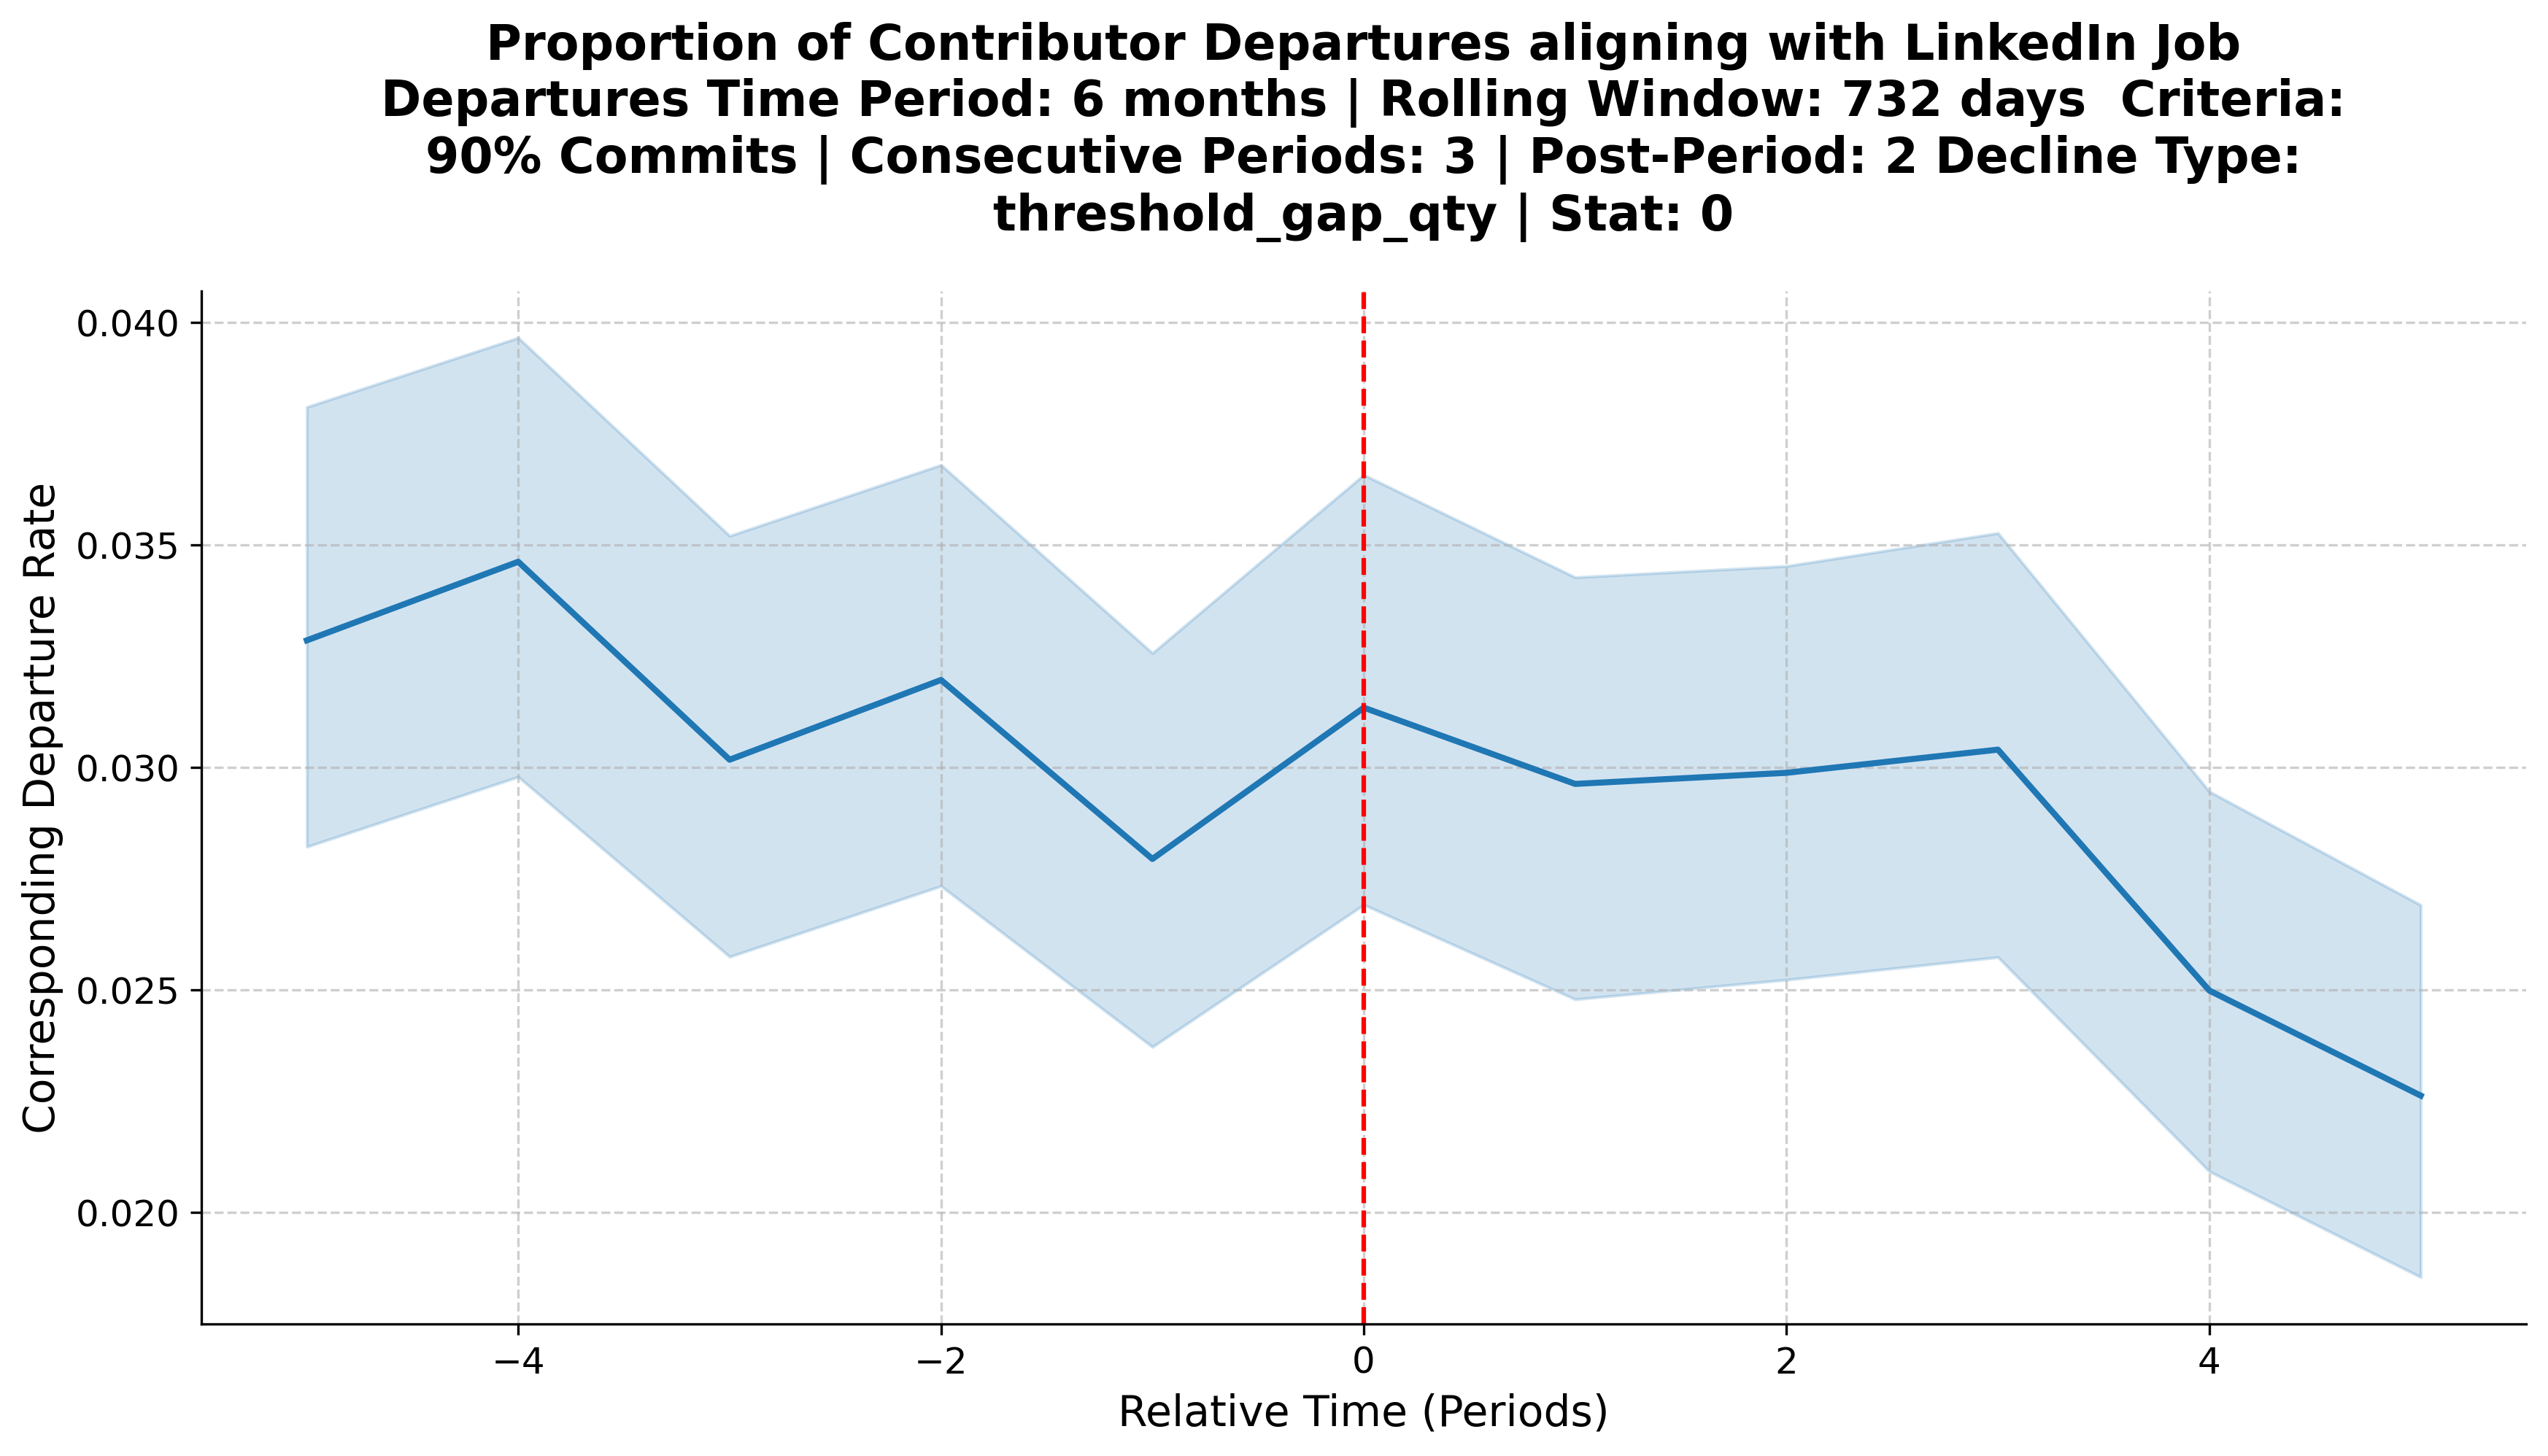 Proportion of Contributor Departures aligning with LinkedIn Job
Departures Time Period: 6 months | Rolling Window: 732 days  Criteria:
90% Commits | Consecutive Periods: 3 | Post-Period: 2 Decline Type:
threshold_gap_qty | Stat: 0
Corresponding Departure Rate
0.040
0.035
0.030
0.025
0.020
−4
−2
0
2
4
Relative Time (Periods)